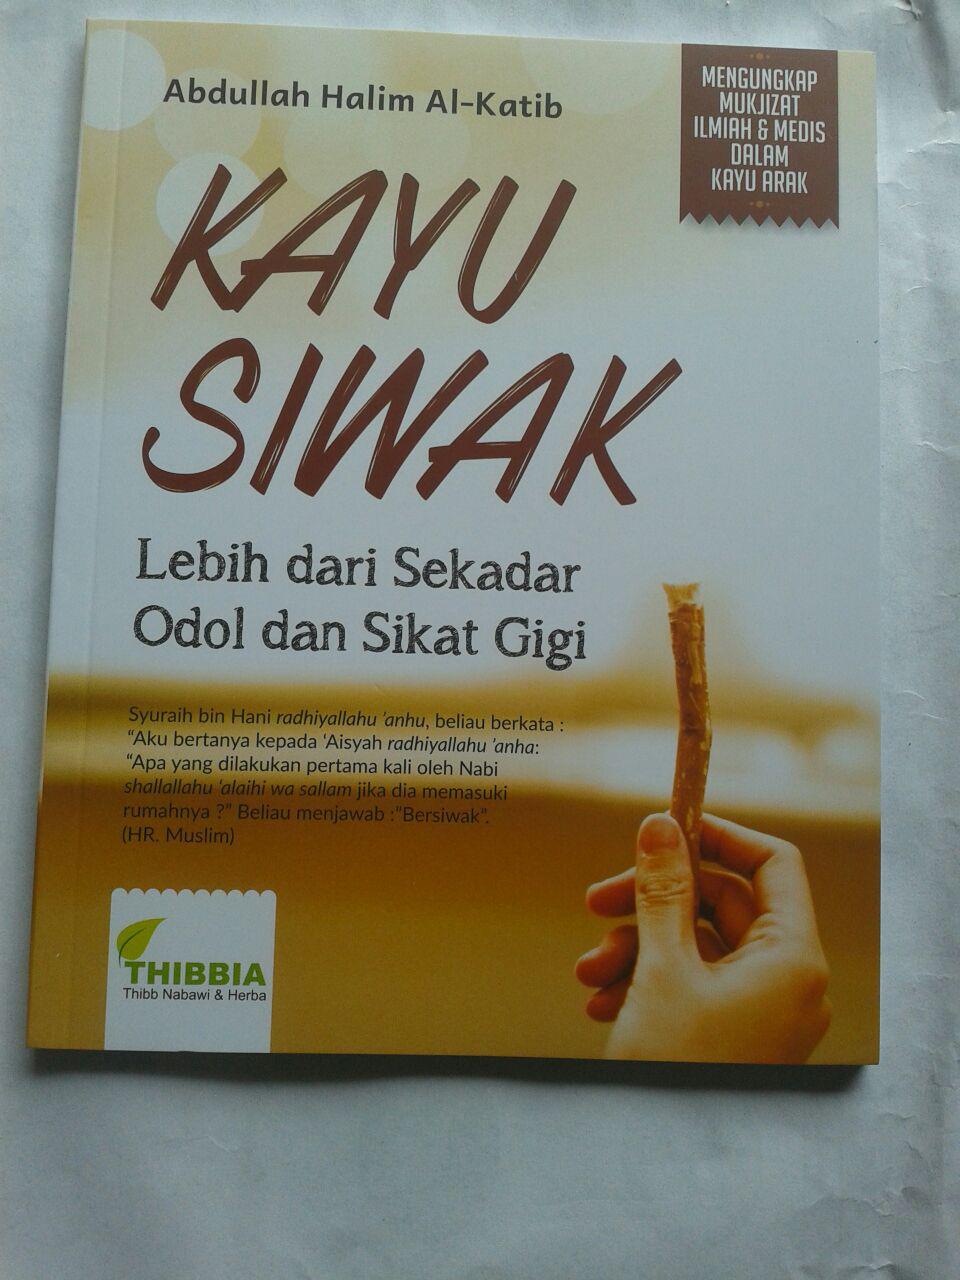 Abdullah Halim Al-Katib
MENGUNGKAP
MUKJIZAT
ILMIAH & MEDIS
DALAM
KAYU ARAK
KAYU
SIWAK
Lebih dari Sekadar
Odol dan Sikat Gigi
Syuraih bin Hani radhiyallahu 'anhu, beliau berkata :
"Aku bertanya kepada 'Aisyah radhiyallahu 'anha:
"Apa yang dilakukan pertama kali oleh Nabi
shallallahu 'alaihi wa sallam jika dia memasuki
rumahnya ?" Beliau menjawab :"Bersiwak".
(HR. Muslim)
THIBBIA
Thibb Nabawi & Herba